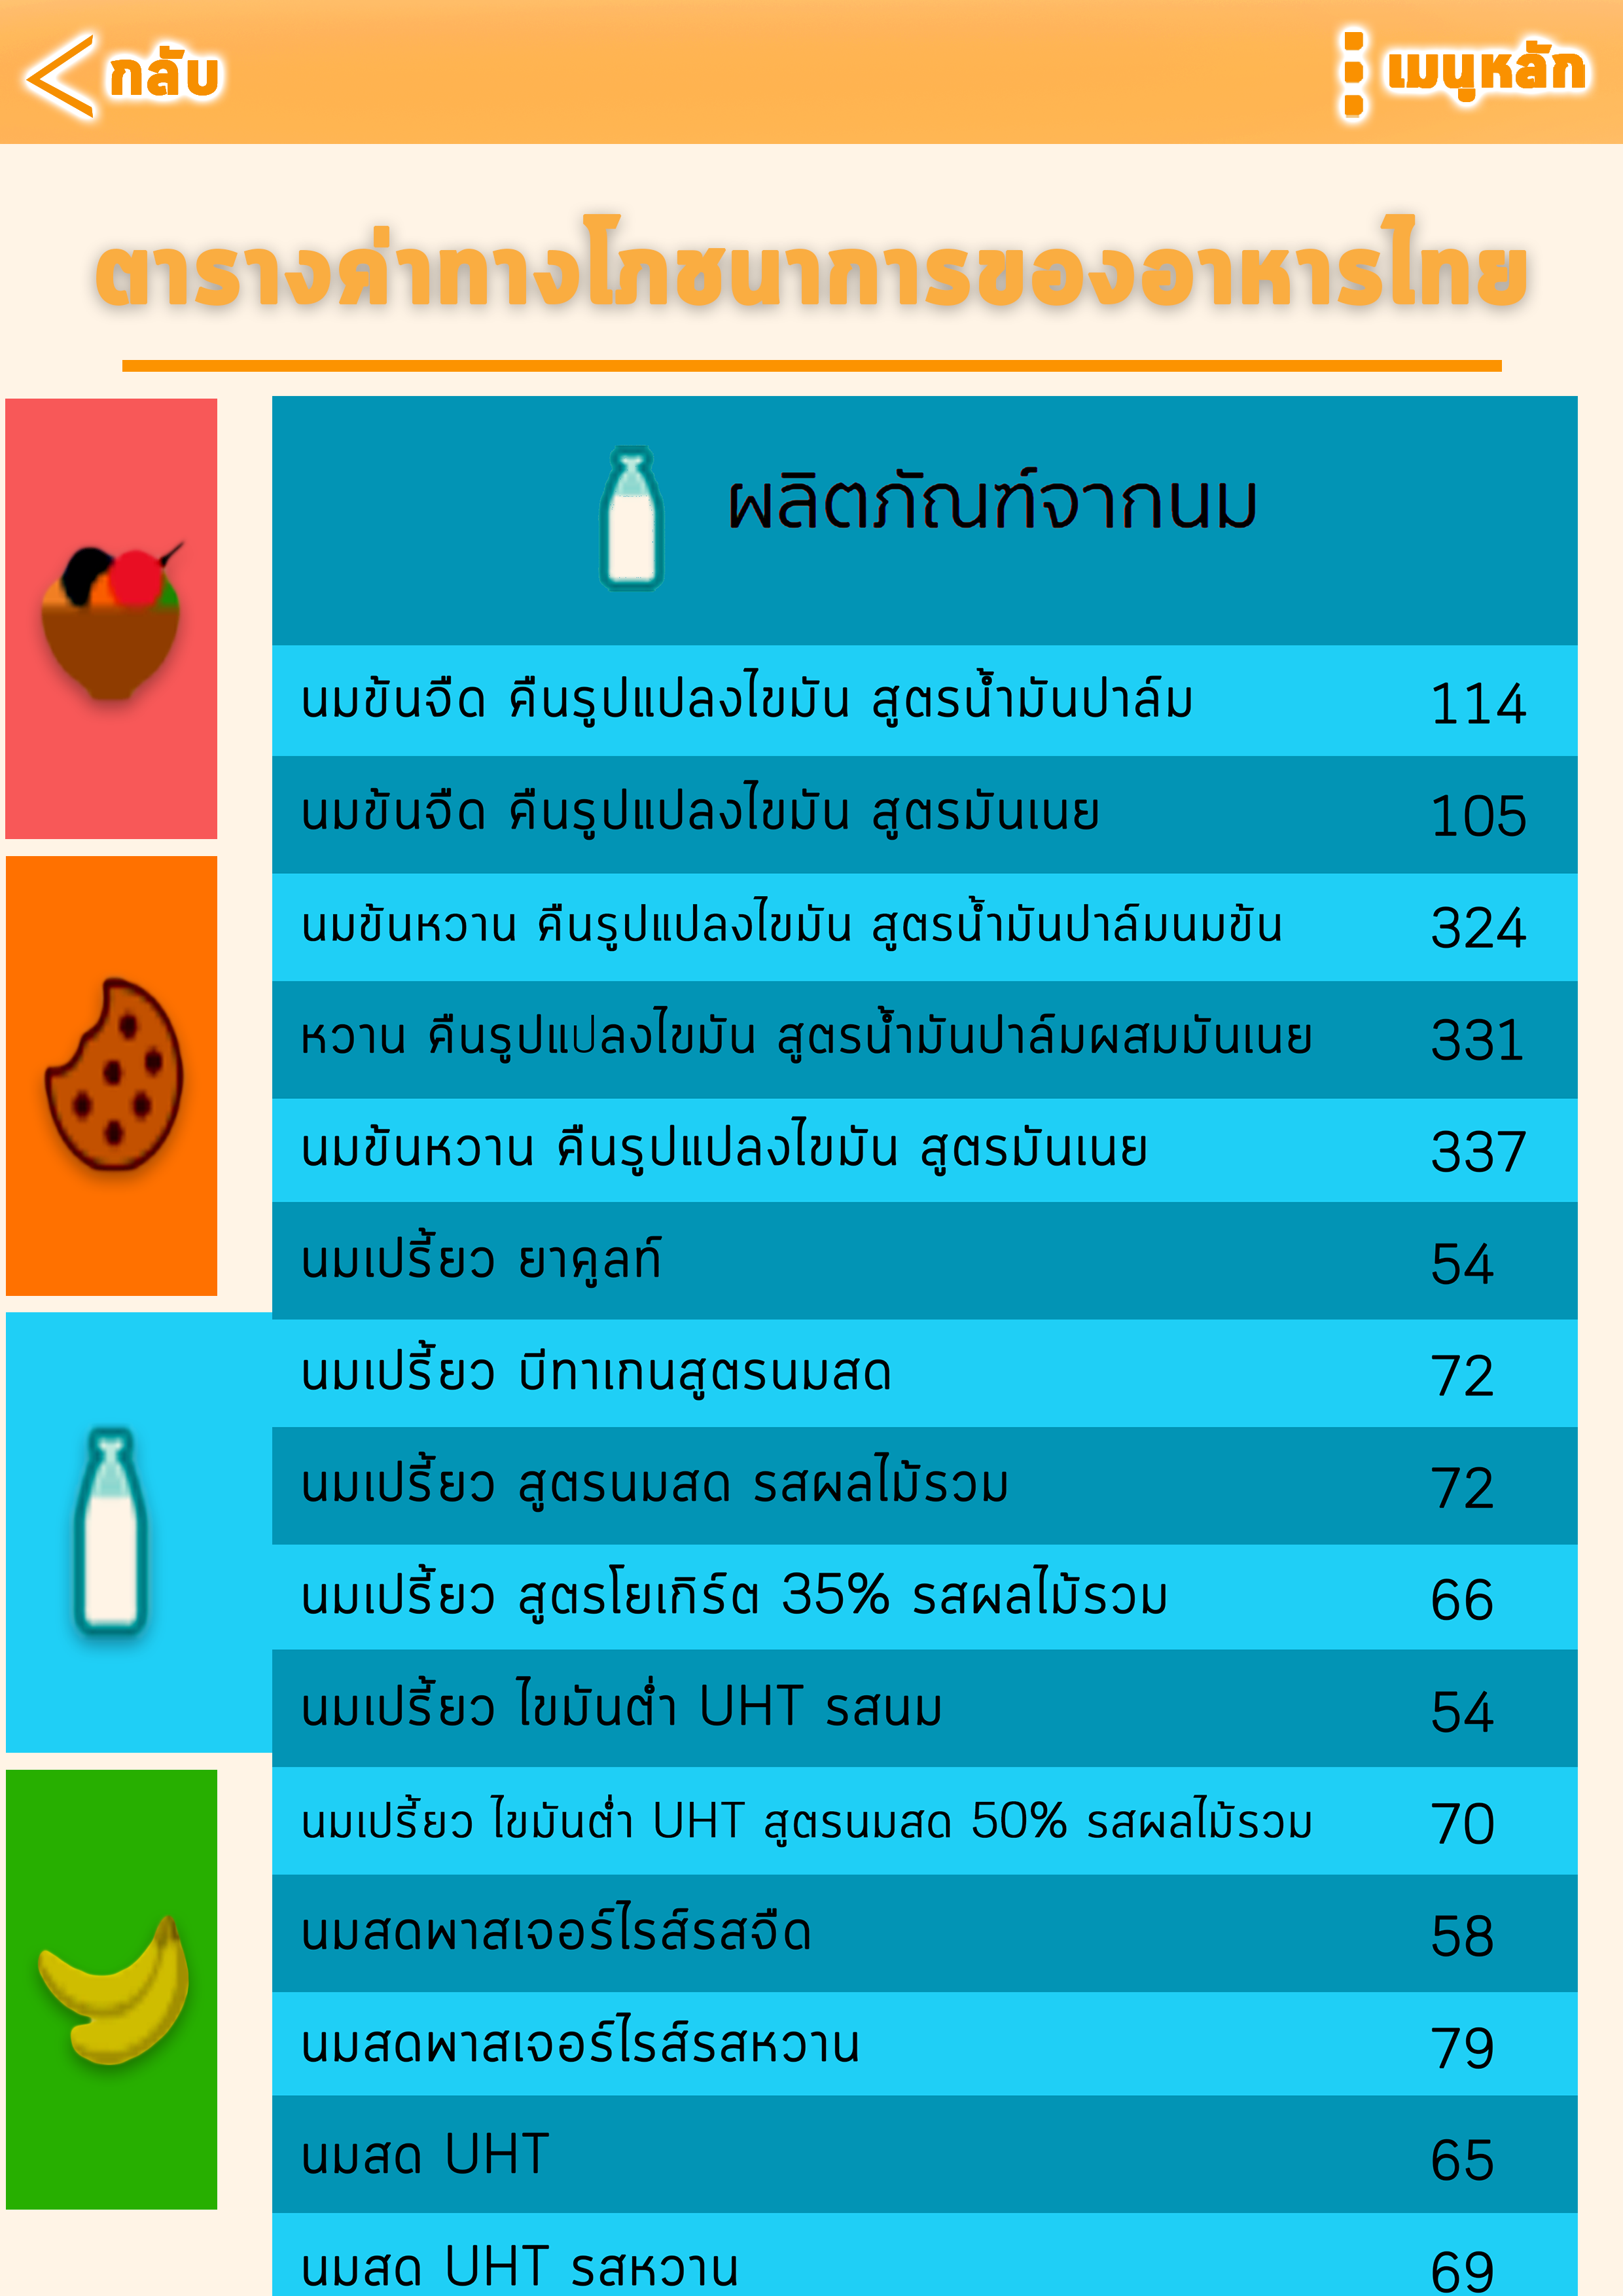 กลับ
เมนูหลัก
ตารางค่าทางโภชนาการของอาหารไทย
ผลิตภัณฑ์จากนม
นมข้นจืด คืนรูปแปลงไขมัน สูตรน้ำมันปาล์ม 114
นมข้นจืด คืนรูปแปลงไขมัน สูตรมันเนย 105
นมข้นหวาน คืนรูปแปลงไขมัน สูตรน้ำมันปาล์มนมข้น 324
หวาน คืนรูปแปลงไขมัน สูตรน้ำมันปาล์มผสมมันเนย 331
นมข้นหวาน คืนรูปแปลงไขมัน สูตรมันเนย 337
นมเปรี้ยว ยาคูลท์ 54
นมเปรี้ยว บีทาเกนสูตรนมสด 72
นมเปรี้ยว สูตรนมสด รสผลไม้รวม 72
นมเปรี้ยว สูตรโยเกิร์ต 35% รสผลไม้รวม 66
นมเปรี้ยว ไขมันต่ำ UHT รสนม 54
นมเปรี้ยว ไขมันต่ำ UHT สูตรนมสด 50% รสผลไม้รวม 70
นมสดพาสเจอร์ไรส์รสจืด 58
นมสดพาสเจอร์ไรส์รสหวาน 79
นมสด UHT 65
นมสด UHT รสหวาน 69